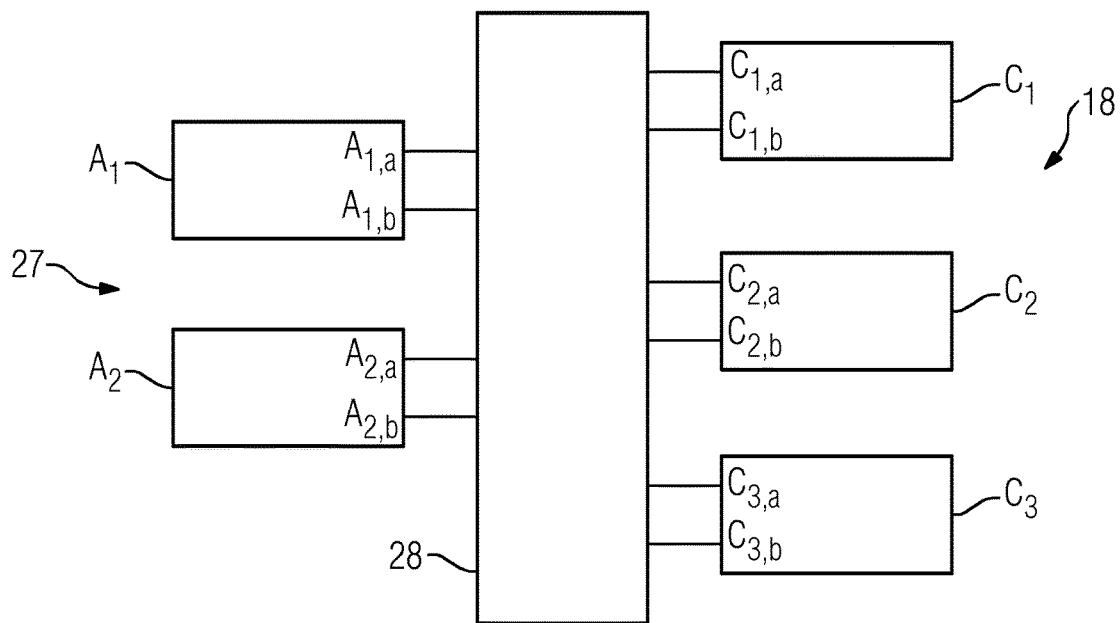 C1,a
C1
18
C1,b
A1
A1,a
A1,b
27
C2,a
C2
C2,b
A2
A2,a
A2,b
C3,a
C3
C3,b
28